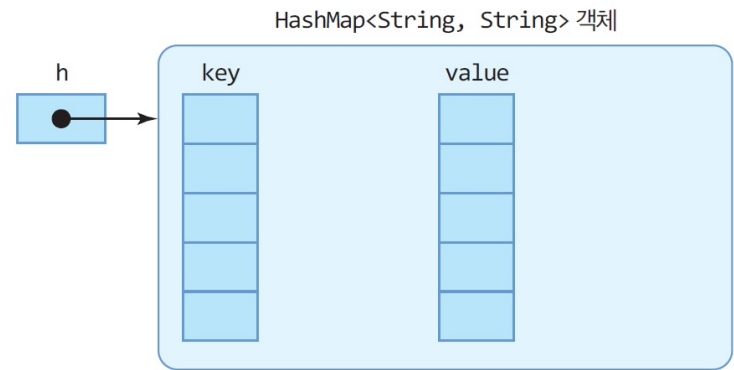 HashMap<String, String> 객체
h
key
value